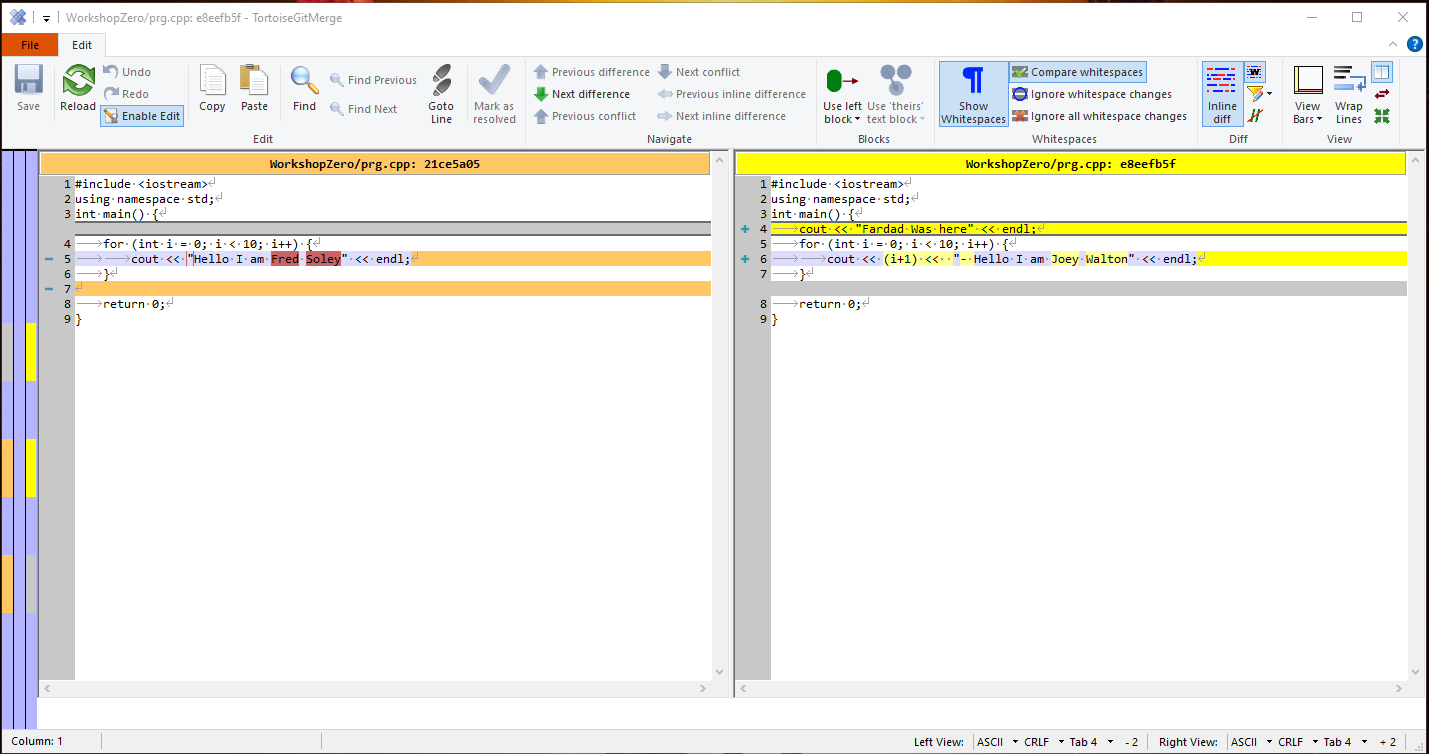 WorkshopZero/prg.cpp: e8eefb5f - TortoiseGitMerge
File Edit
Save
Reload
Undo
Redo
Enable Edit
Copy
Paste
Find
Find Previous
Find Next
Goto Line
Mark as resolved
Edit
Previous difference
Next difference
Previous conflict
Next conflict
Previous inline difference
Next inline difference
Navigate
Use left block
Use 'theirs' text block
Blocks
Show Whitespaces
Compare whitespaces
Ignore whitespace changes
Ignore all whitespace changes
Whitespaces
Inline diff
Diff
View Bars
Wrap Lines
View
WorkshopZero/prg.cpp: 21ce5a05
1 #include <iostream>
2 using namespace std;
3 int main() {
4 for (int i = 0; i < 10; i++) {
5 cout << "Hello I am Fred Soley" << endl;
6 }
7
8 return 0;
9 }
WorkshopZero/prg.cpp: e8eefb5f
1 #include <iostream>
2 using namespace std;
3 int main() {
4 cout << "Fardad Was here" << endl;
5 for (int i = 0; i < 10; i++) {
6 cout << (i+1) << "- Hello I am Joey Walton" << endl;
7 }
8 return 0;
9 }
Column: 1
Left View: ASCII CRLF Tab 4 - 2 Right View: ASCII CRLF Tab 4 + 2